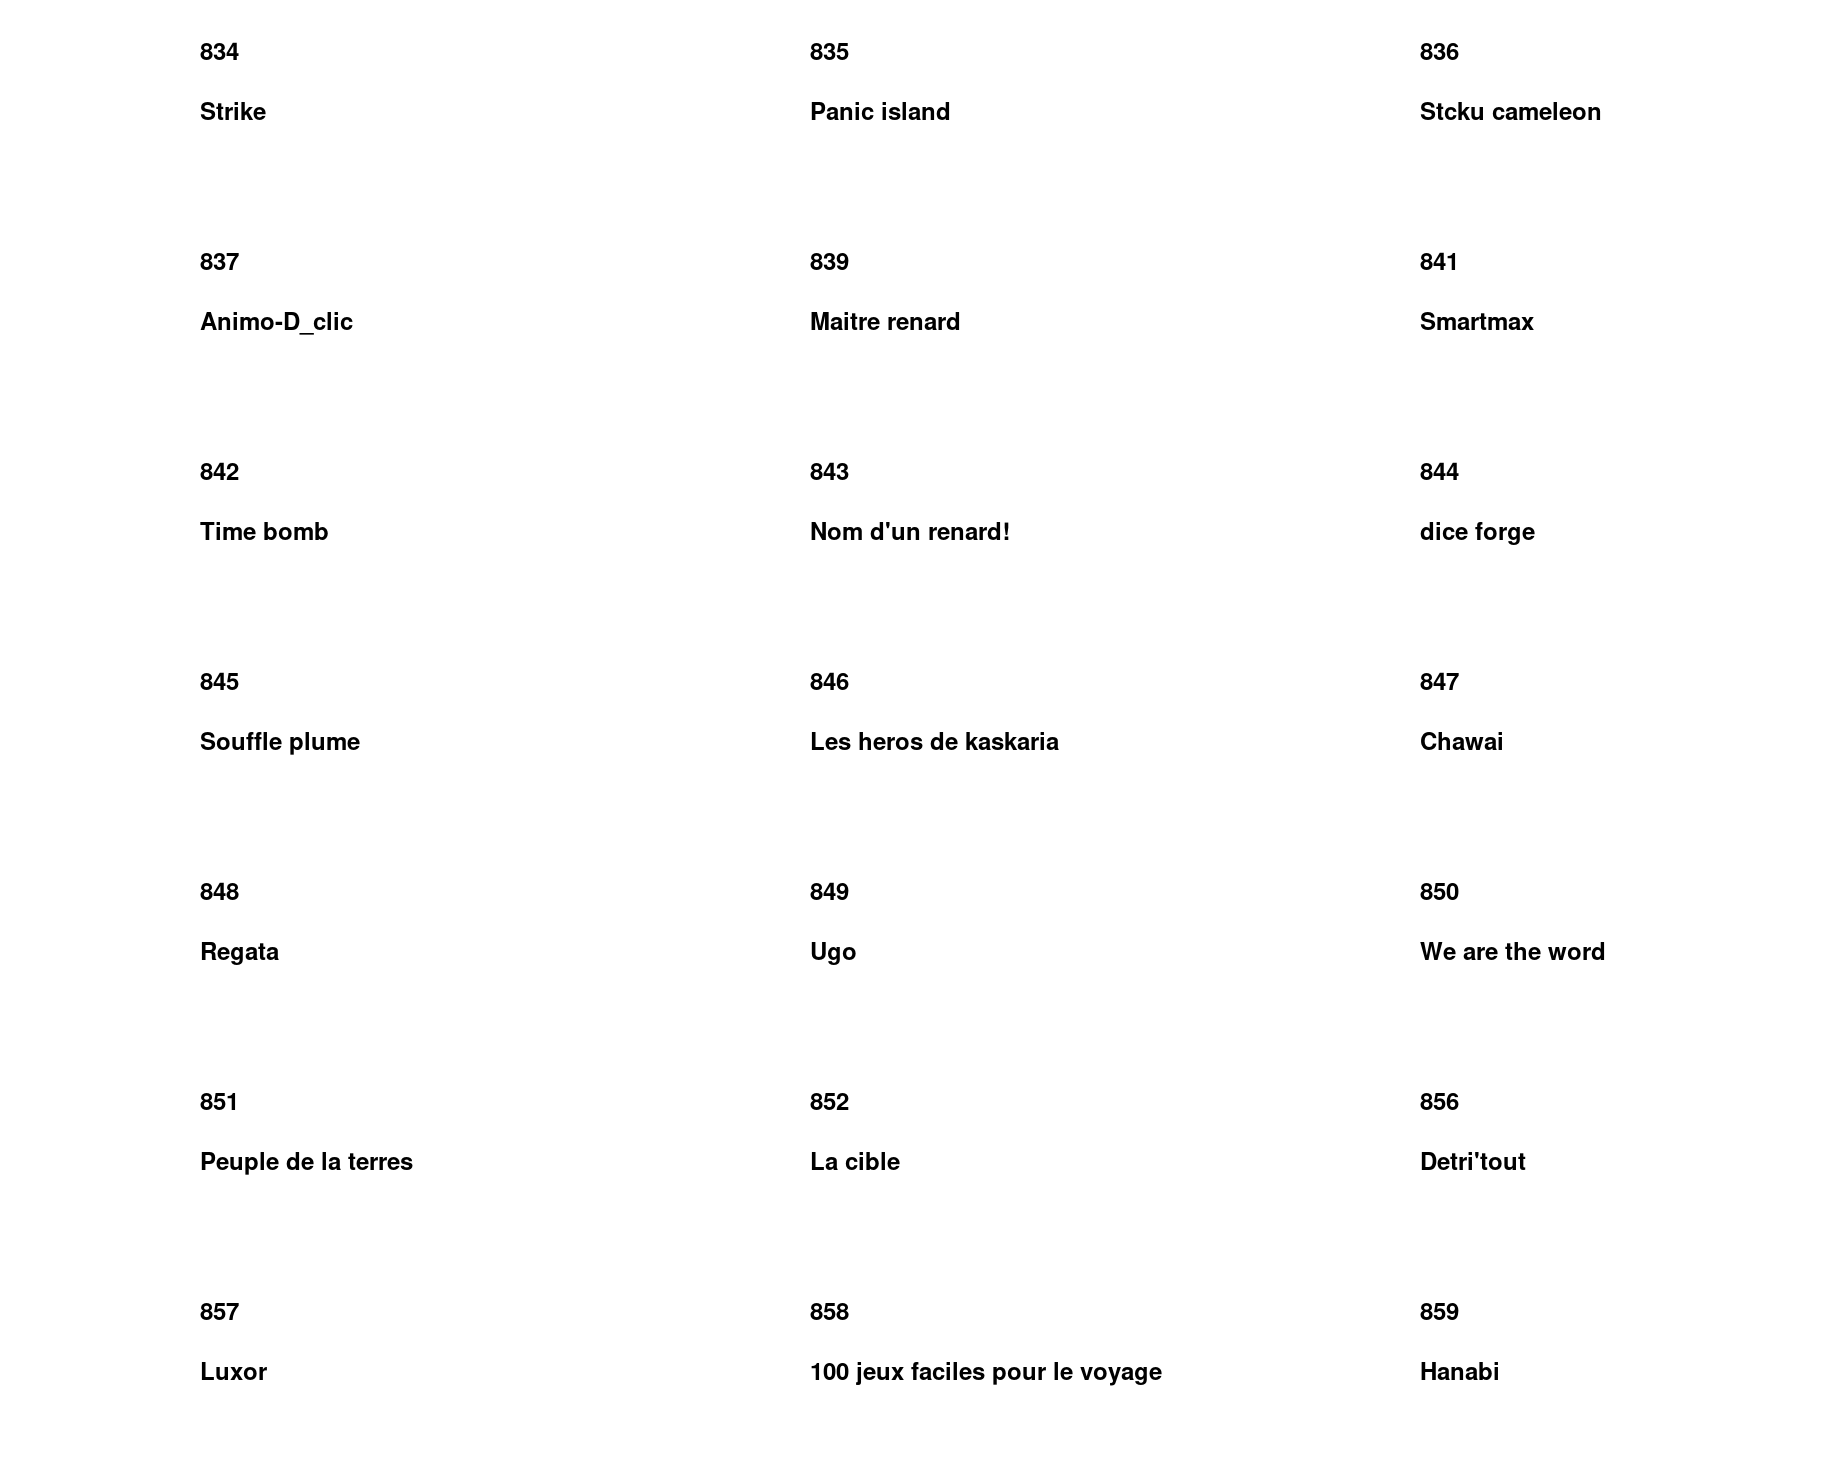 834
Strike
835
Panic island
836
Stcku cameleon
837
Animo-D_clic
839
Maitre renard
841
Smartmax
842
Time bomb
843
Nom d'un renard!
844
dice forge
845
Souffle plume
846
Les heros de kaskaria
847
Chawai
848
Regata
849
Ugo
850
We are the word
851
Peuple de la terres
852
La cible
856
Detri'tout
857
Luxor
858
100 jeux faciles pour le voyage
859
Hanabi